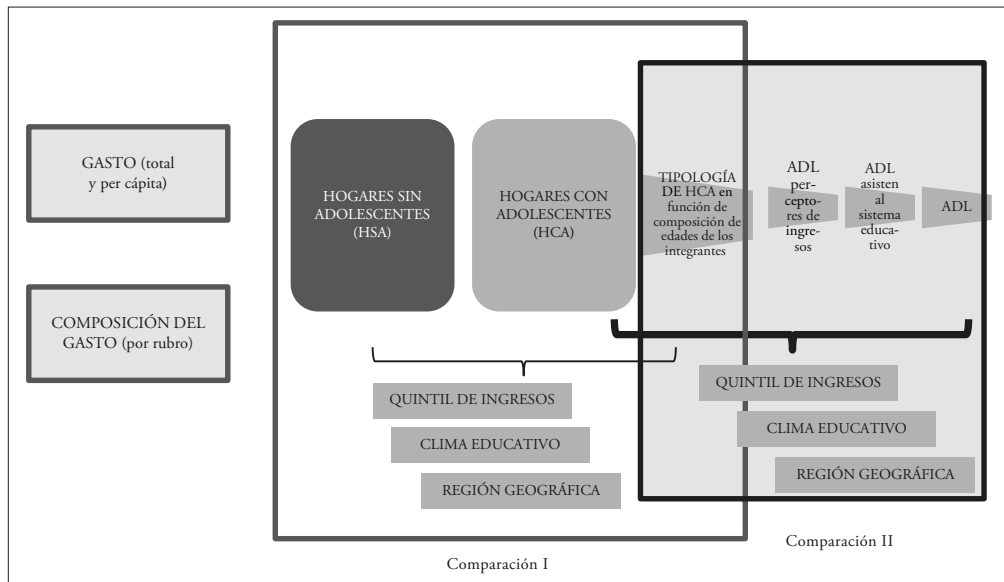 GASTO (total
y per cápita)
COMPOSICIÓN DEL
GASTO (por rubro)
HOGARES SIN
ADOLESCENTES
(HSA)
HOGARES CON
ADOLESCENTES
(HCA)
TIPOLOGÍA
DE HCA en
función de
composición de
edades de los
integrantes
ADL
per-
cepto-
res de
ingre-
sos
ADL
asisten
al
sistema
educa-
tivo
ADL
QUINTIL DE INGRESOS
CLIMA EDUCATIVO
REGIÓN GEOGRÁFICA
QUINTIL DE INGRESOS
CLIMA EDUCATIVO
REGIÓN GEOGRÁFICA
Comparación I
Comparación II